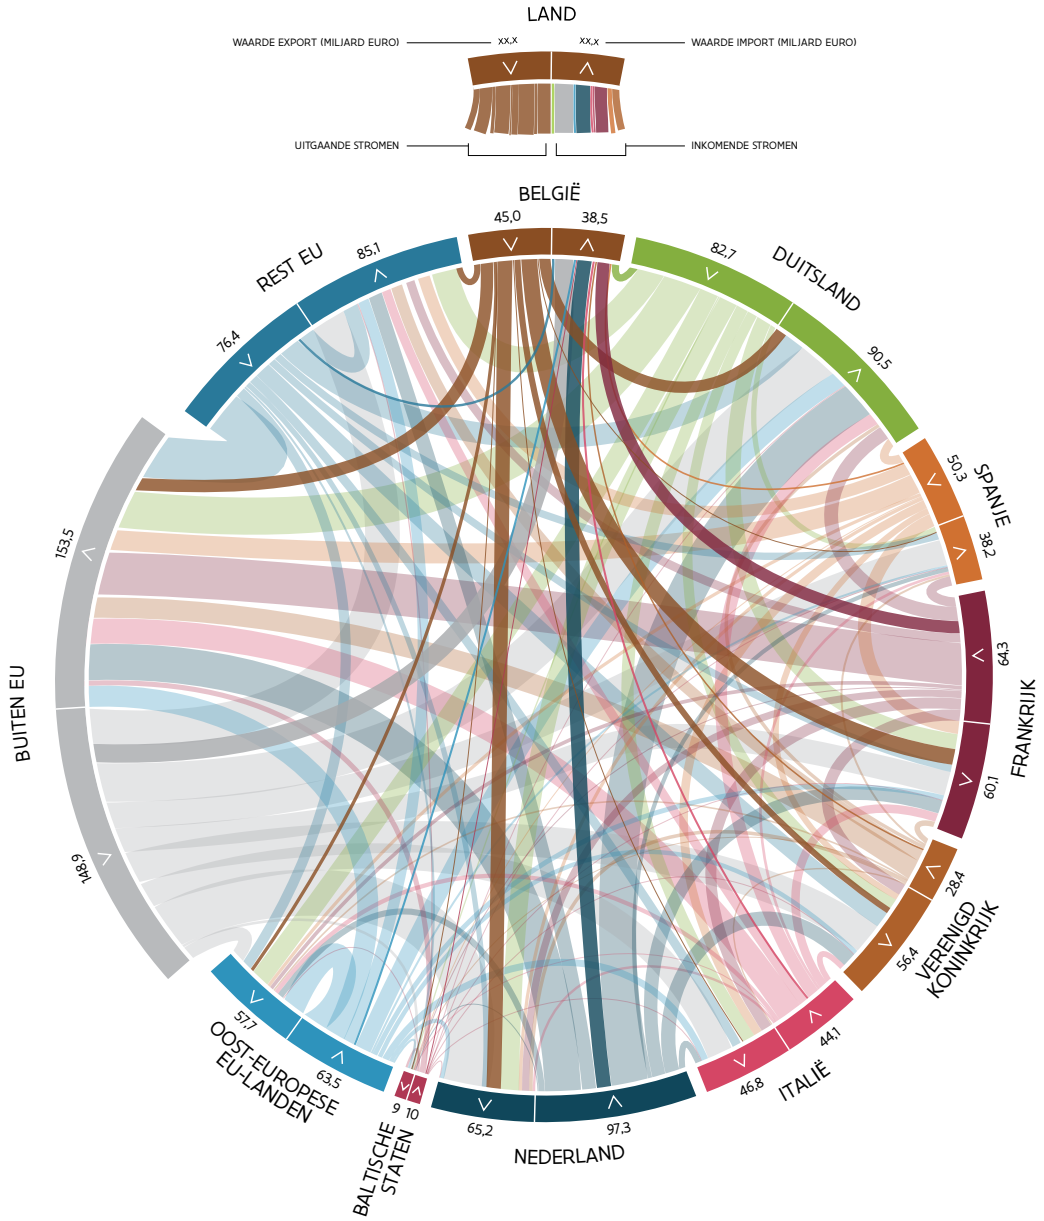 LAND
WAARDE EXPORT (MILJARD EURO)
xx,x
xx,x
WAARDE IMPORT (MILJARD EURO)
UITGAANDE STROMEN
INKOMENDE STROMEN
BELGIË
45,0
38,5
DUITSLAND
82,7
90,5
SPANJE
50,3
38,2
FRANKRIJK
64,3
60,1
VERENIGD
KONINKRIJK
28,4
56,4
ITALIË
44,1
46,8
NEDERLAND
97,3
65,2
BALTISCHE
STATEN
10
9
OOST-EUROPESE
EU-LANDEN
63,5
57,7
BUITEN EU
148,9
153,5
REST EU
76,4
85,1